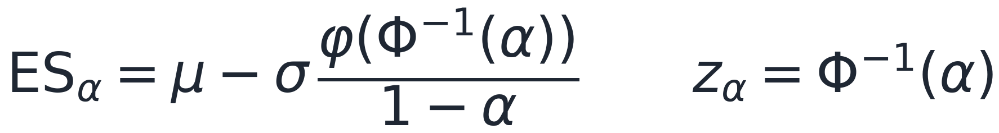 ES_α = μ − σ φ(Φ⁻¹(α)) / (1 − α)    z_α = Φ⁻¹(α)